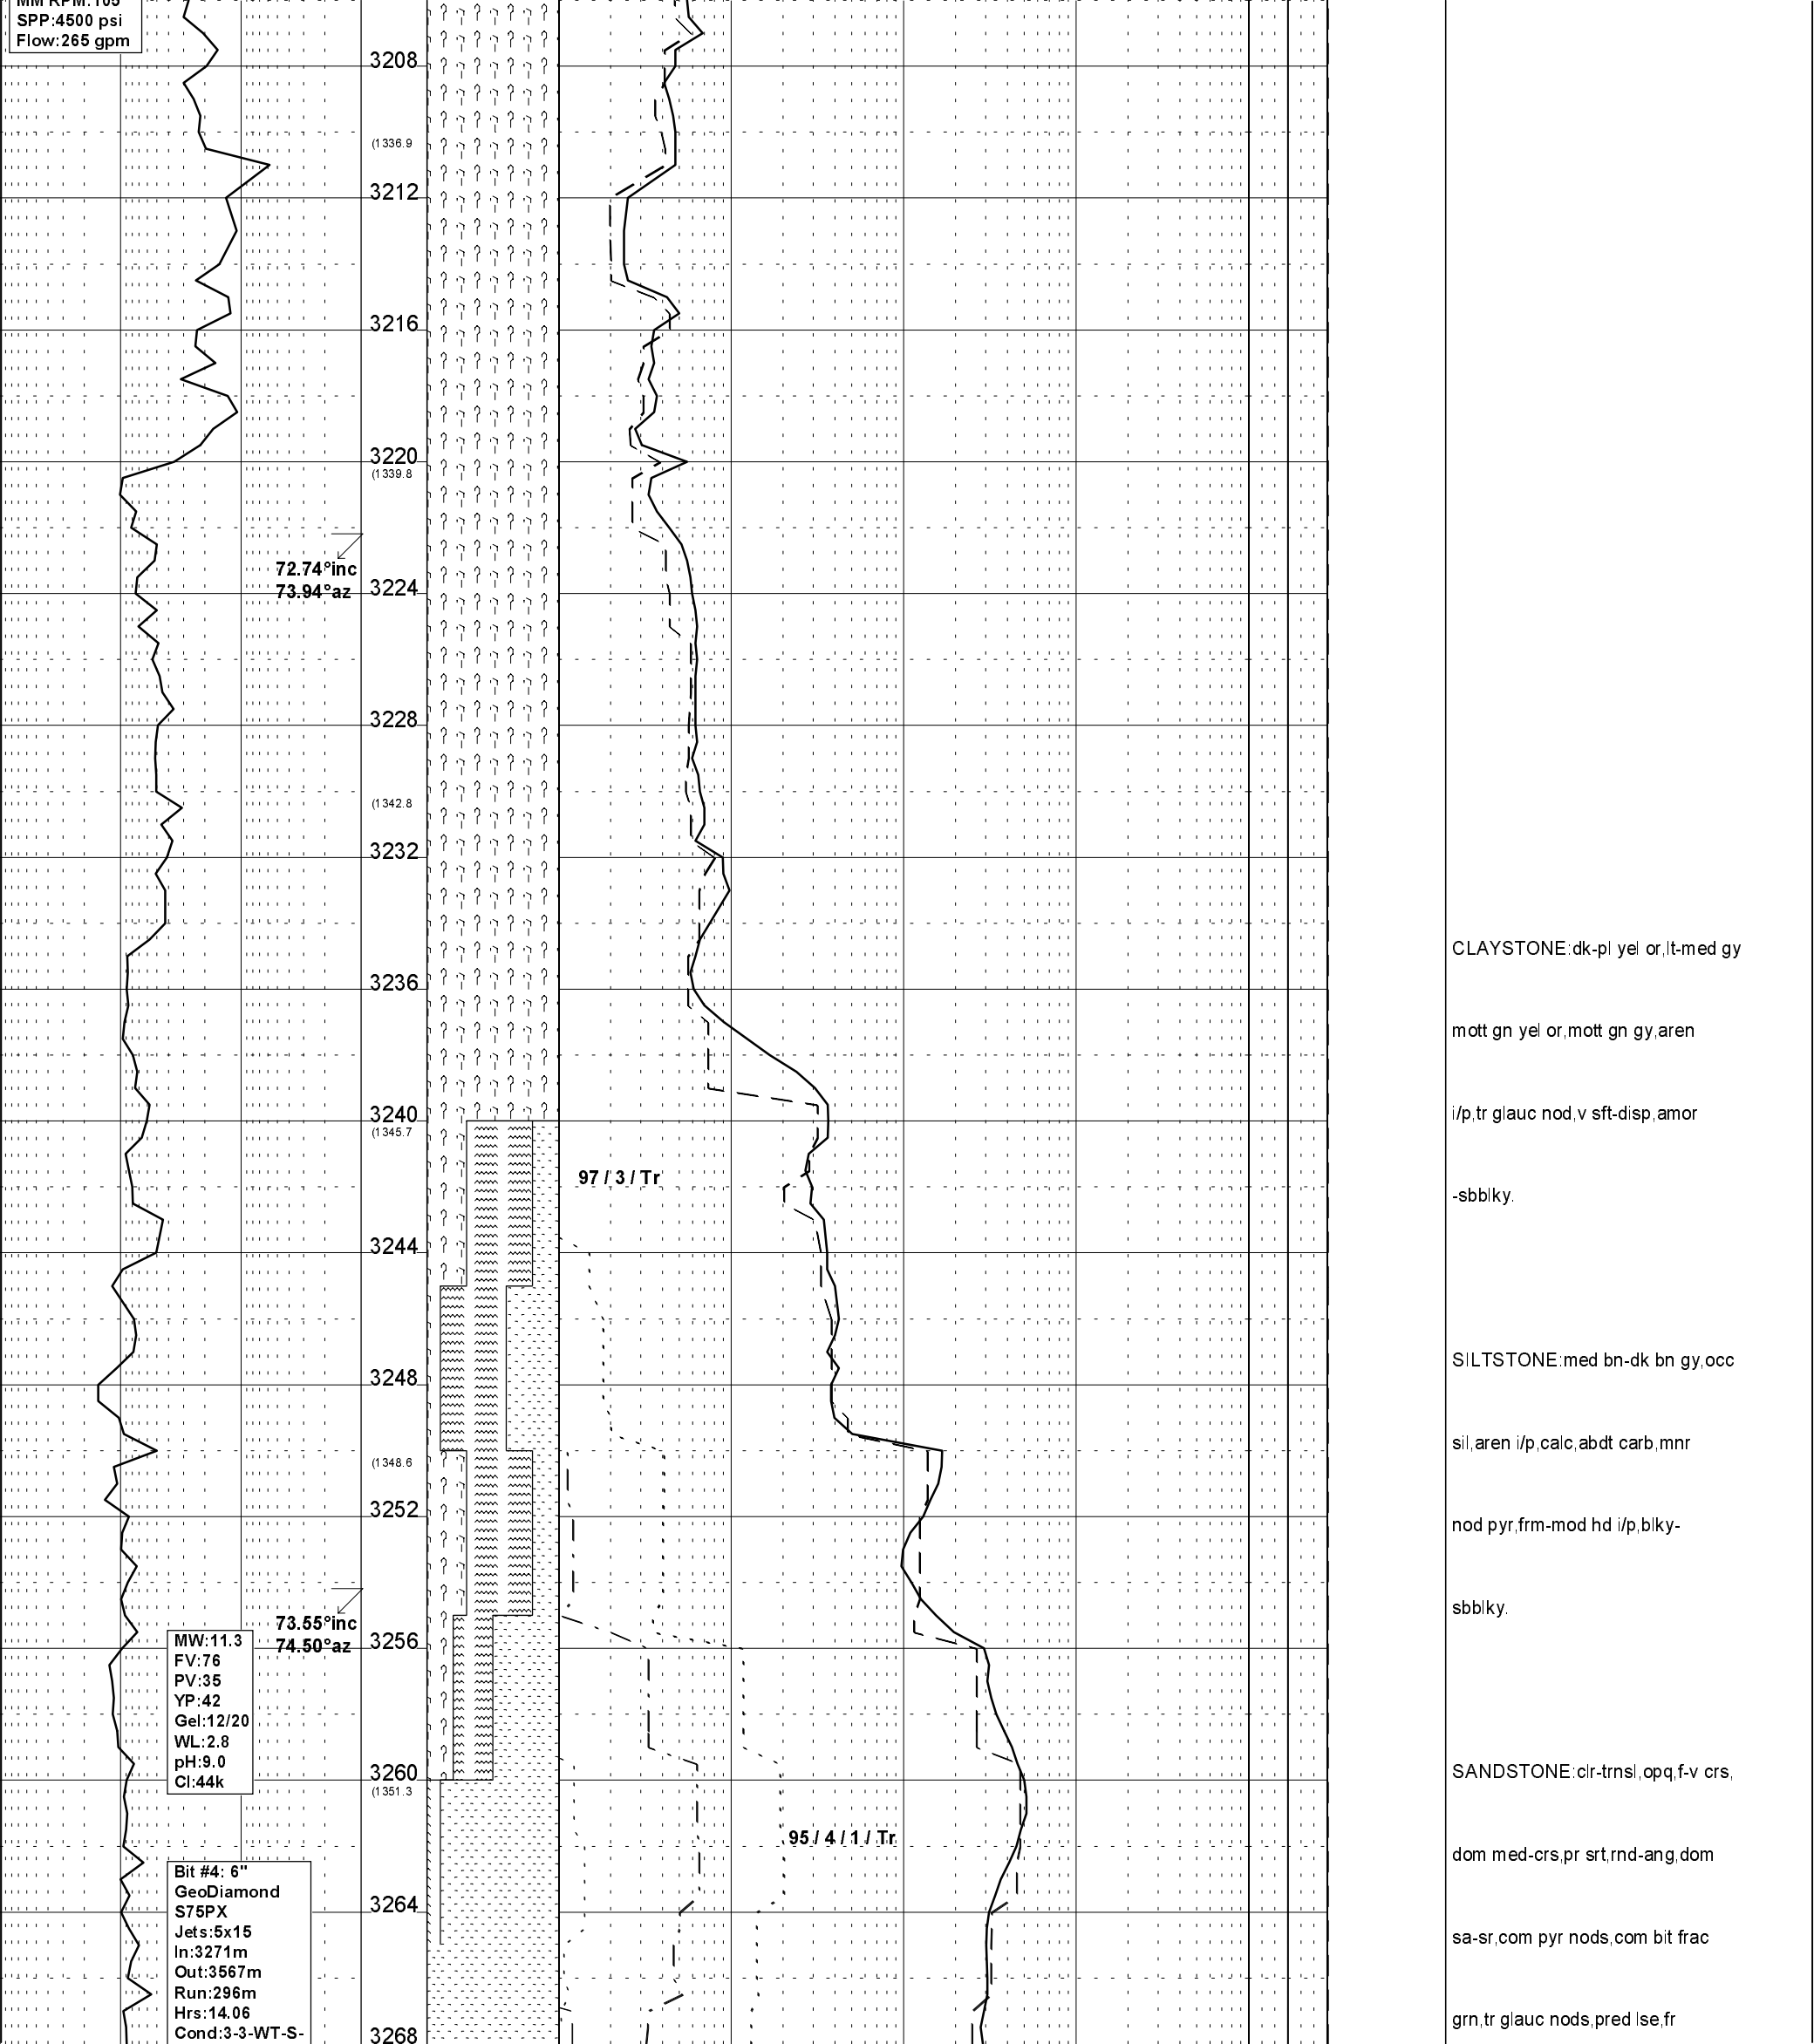 MM RPM:105
SPP:4500 psi
Flow:265 gpm
3208
(1336.9
3212
3216
3220
(1339.8
72.74°inc
73.94°az
3224
3228
(1342.8
3232
3236
3240
(1345.7
97 / 3 / Tr
3244
3248
(1348.6
3252
73.55°inc
74.50°az
3256
MW:11.3
FV:76
PV:35
YP:42
Gel:12/20
WL:2.8
pH:9.0
Cl:44k
3260
(1351.3
95 / 4 / 1 / Tr
Bit #4: 6"
GeoDiamond
S75PX
Jets:5x15
In:3271m
Out:3567m
Run:296m
Hrs:14.06
Cond:3-3-WT-S-
3264
3268
CLAYSTONE:dk-pl yel or,lt-med gy
mott gn yel or,mott gn gy,aren
i/p,tr glauc nod,v sft-disp,amor
-sbblky.
SILTSTONE:med bn-dk bn gy,occ
sil,aren i/p,calc,abdt carb,mnr
nod pyr,frm-mod hd i/p,blky-
sbblky.
SANDSTONE:clr-trnsl,opq,f-v crs,
dom med-crs,pr srt,rnd-ang,dom
sa-sr,com pyr nods,com bit frac
grn,tr glauc nods,pred lse,fr